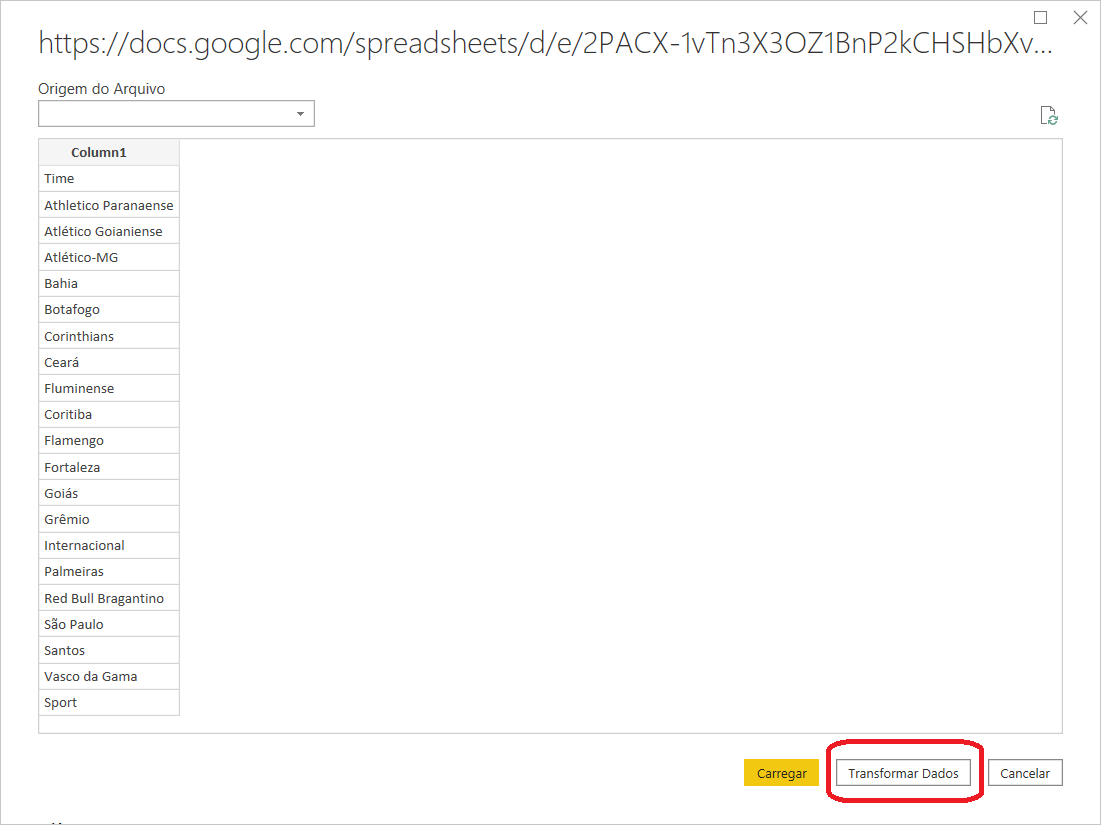 https://docs.google.com/spreadsheets/d/e/2PACX-1vTn3X3OZ1BnP2kCHSHbXv...
Origem do Arquivo
Column1
Time
Athletico Paranaense
Atlético Goianiense
Atlético-MG
Bahia
Botafogo
Corinthians
Ceará
Fluminense
Coritiba
Flamengo
Fortaleza
Goiás
Grêmio
Internacional
Palmeiras
Red Bull Bragantino
São Paulo
Santos
Vasco da Gama
Sport
Carregar Transformar Dados Cancelar